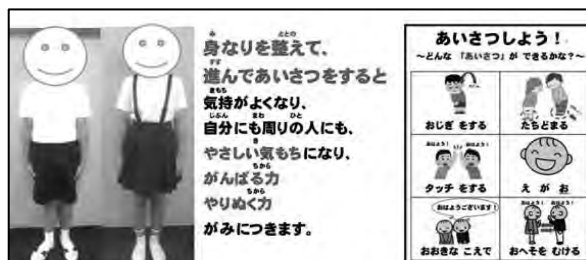 身なりを整えて、
進んであいさつをすると
気持がよくなり、
自分にも周りの人にも、
やさしい気もちになり、
がんばる力
やりぬく力
がみにつきます。
あいさつしよう！
～どんな 「あいさつ」が できるかな？～
おじぎ をする
たちどまる
タッチ をする
え が お
おはようございます！
おおきな こえで
おへそを むける